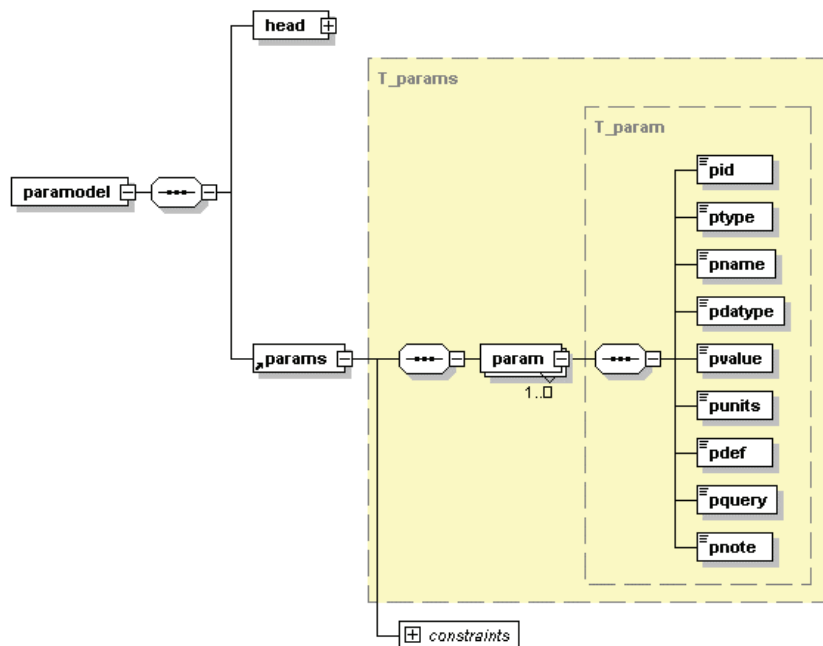 head
T_params
T_param
paramodel
pid
ptype
pname
pdatype
params
param
pvalue
1..
punits
pdef
pquery
pnote
constraints